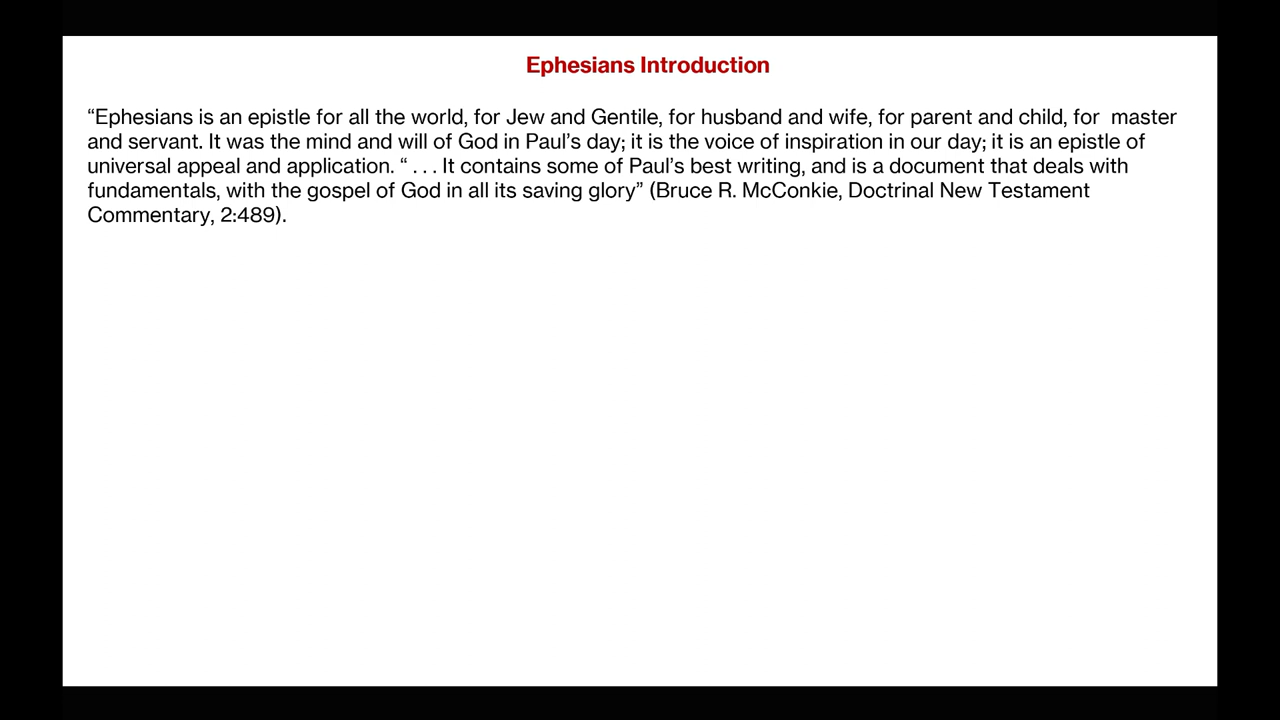 Ephesians Introduction
“Ephesians is an epistle for all the world, for Jew and Gentile, for husband and wife, for parent and child, for  master
and servant. It was the mind and will of God in Paul’s day; it is the voice of inspiration in our day; it is an epistle of
universal appeal and application. “ . . . It contains some of Paul’s best writing, and is a document that deals with
fundamentals, with the gospel of God in all its saving glory” (Bruce R. McConkie, Doctrinal New Testament
Commentary, 2:489).